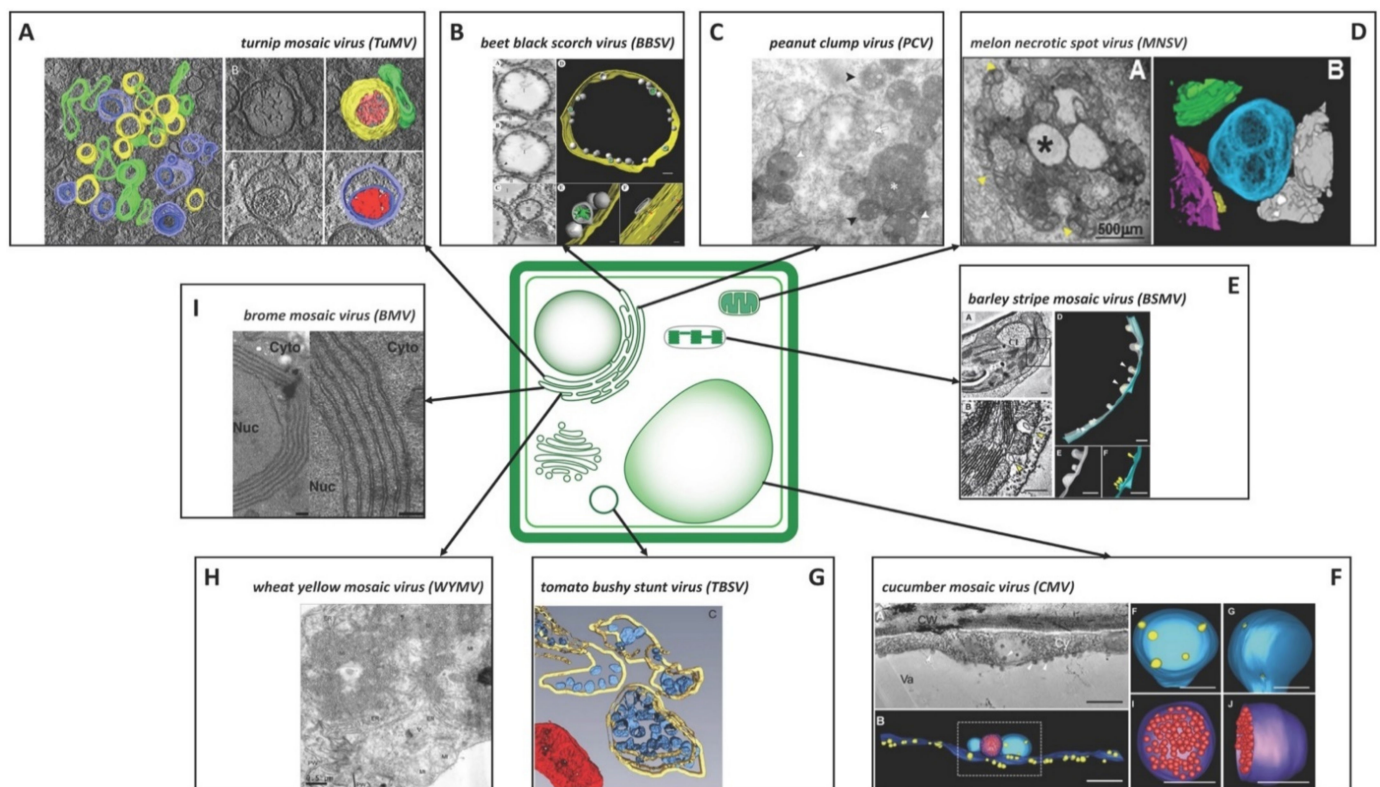 A
turnip mosaic virus (TuMV)
B
B
beet black scorch virus (BBSV)
A
D
B
C
E
F
C
peanut clump virus (PCV)
D
melon necrotic spot virus (MNSV)
A
B
*
500µm
E
barley stripe mosaic virus (BSMV)
A
D
B
E
F
I
brome mosaic virus (BMV)
Cyto
Nuc
Cyto
Nuc
H
wheat yellow mosaic virus (WYMV)
G
tomato bushy stunt virus (TBSV)
C
F
cucumber mosaic virus (CMV)
A
CW
Va
B
F
G
I
J